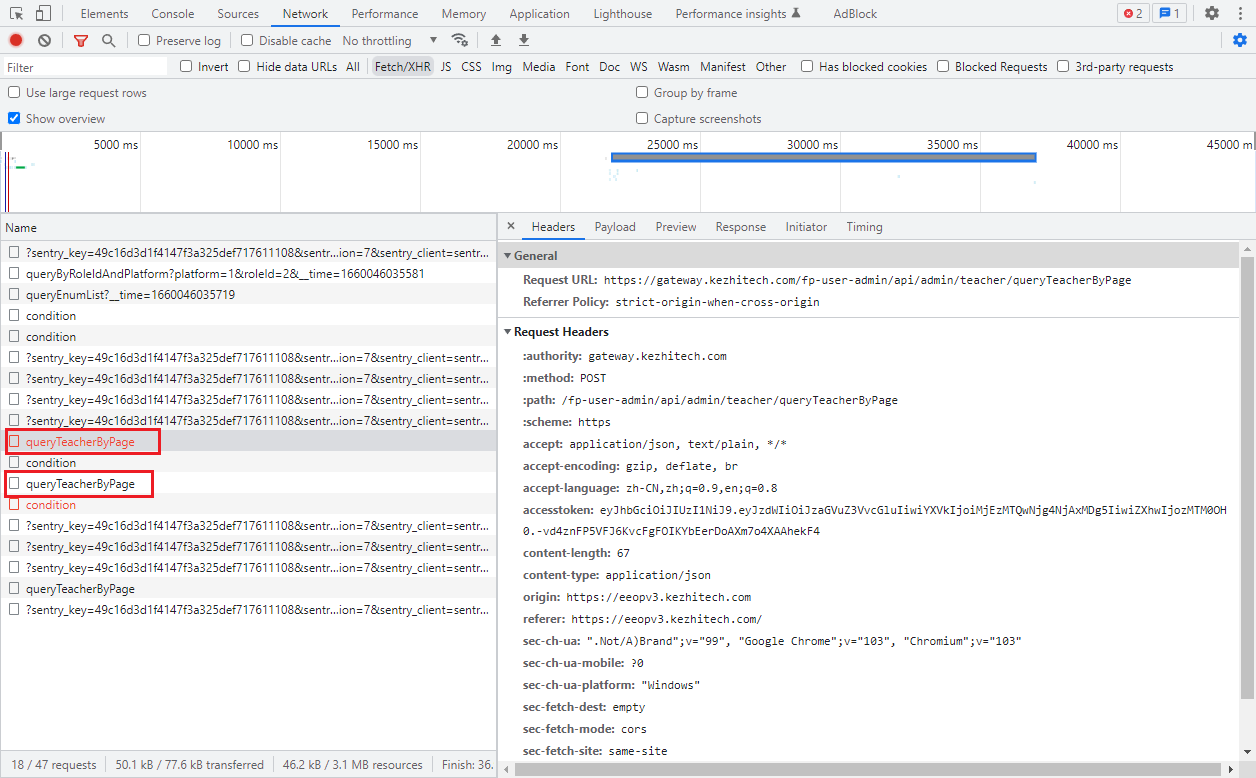 Elements Console Sources Network Performance Memory Application Lighthouse Performance insights AdBlock 2 1
Preserve log Disable cache No throttling
Filter Invert Hide data URLs All Fetch/XHR JS CSS Img Media Font Doc WS Wasm Manifest Other Has blocked cookies Blocked Requests 3rd-party requests
Use large request rows Group by frame
Show overview Capture screenshots
5000 ms 10000 ms 15000 ms 20000 ms 25000 ms 30000 ms 35000 ms 40000 ms 45000 m
Name
?sentry_key=49c16d3d1f4147f3a325def717611108&sentr...ion=7&sentry_client=sentr...
queryByRoleIdAndPlatform?platform=1&roleId=2&__time=1660046035581
queryEnumList?__time=1660046035719
condition
condition
?sentry_key=49c16d3d1f4147f3a325def717611108&sentr...ion=7&sentry_client=sentr...
?sentry_key=49c16d3d1f4147f3a325def717611108&sentr...ion=7&sentry_client=sentr...
?sentry_key=49c16d3d1f4147f3a325def717611108&sentr...ion=7&sentry_client=sentr...
?sentry_key=49c16d3d1f4147f3a325def717611108&sentr...ion=7&sentry_client=sentr...
queryTeacherByPage
condition
queryTeacherByPage
condition
?sentry_key=49c16d3d1f4147f3a325def717611108&sentr...ion=7&sentry_client=sentr...
?sentry_key=49c16d3d1f4147f3a325def717611108&sentr...ion=7&sentry_client=sentr...
?sentry_key=49c16d3d1f4147f3a325def717611108&sentr...ion=7&sentry_client=sentr...
queryTeacherByPage
?sentry_key=49c16d3d1f4147f3a325def717611108&sentr...ion=7&sentry_client=sentr...
18 / 47 requests 50.1 kB / 77.6 kB transferred 46.2 kB / 3.1 MB resources Finish: 36.
Headers Payload Preview Response Initiator Timing
General
Request URL: https://gateway.kezhitech.com/fp-user-admin/api/admin/teacher/queryTeacherByPage
Referrer Policy: strict-origin-when-cross-origin
Request Headers
:authority: gateway.kezhitech.com
:method: POST
:path: /fp-user-admin/api/admin/teacher/queryTeacherByPage
:scheme: https
accept: application/json, text/plain, */*
accept-encoding: gzip, deflate, br
accept-language: zh-CN,zh;q=0.9,en;q=0.8
accesstoken: eyJhbGciOiJIUzI1NiJ9.eyJzdWIiOiJzaGVuZ3VvcGluIiwiYXVkIjoiMjEzMTQwNjg4NjAxMDg5IiwiZXhwIjozMTM0OH
0.-vd4znFP5VFJ6KvcFgFOIKYbEerDoAXm7o4XAAhekF4
content-length: 67
content-type: application/json
origin: https://eeopv3.kezhitech.com
referer: https://eeopv3.kezhitech.com/
sec-ch-ua: ".Not/A)Brand";v="99", "Google Chrome";v="103", "Chromium";v="103"
sec-ch-ua-mobile: ?0
sec-ch-ua-platform: "Windows"
sec-fetch-dest: empty
sec-fetch-mode: cors
sec-fetch-site: same-site